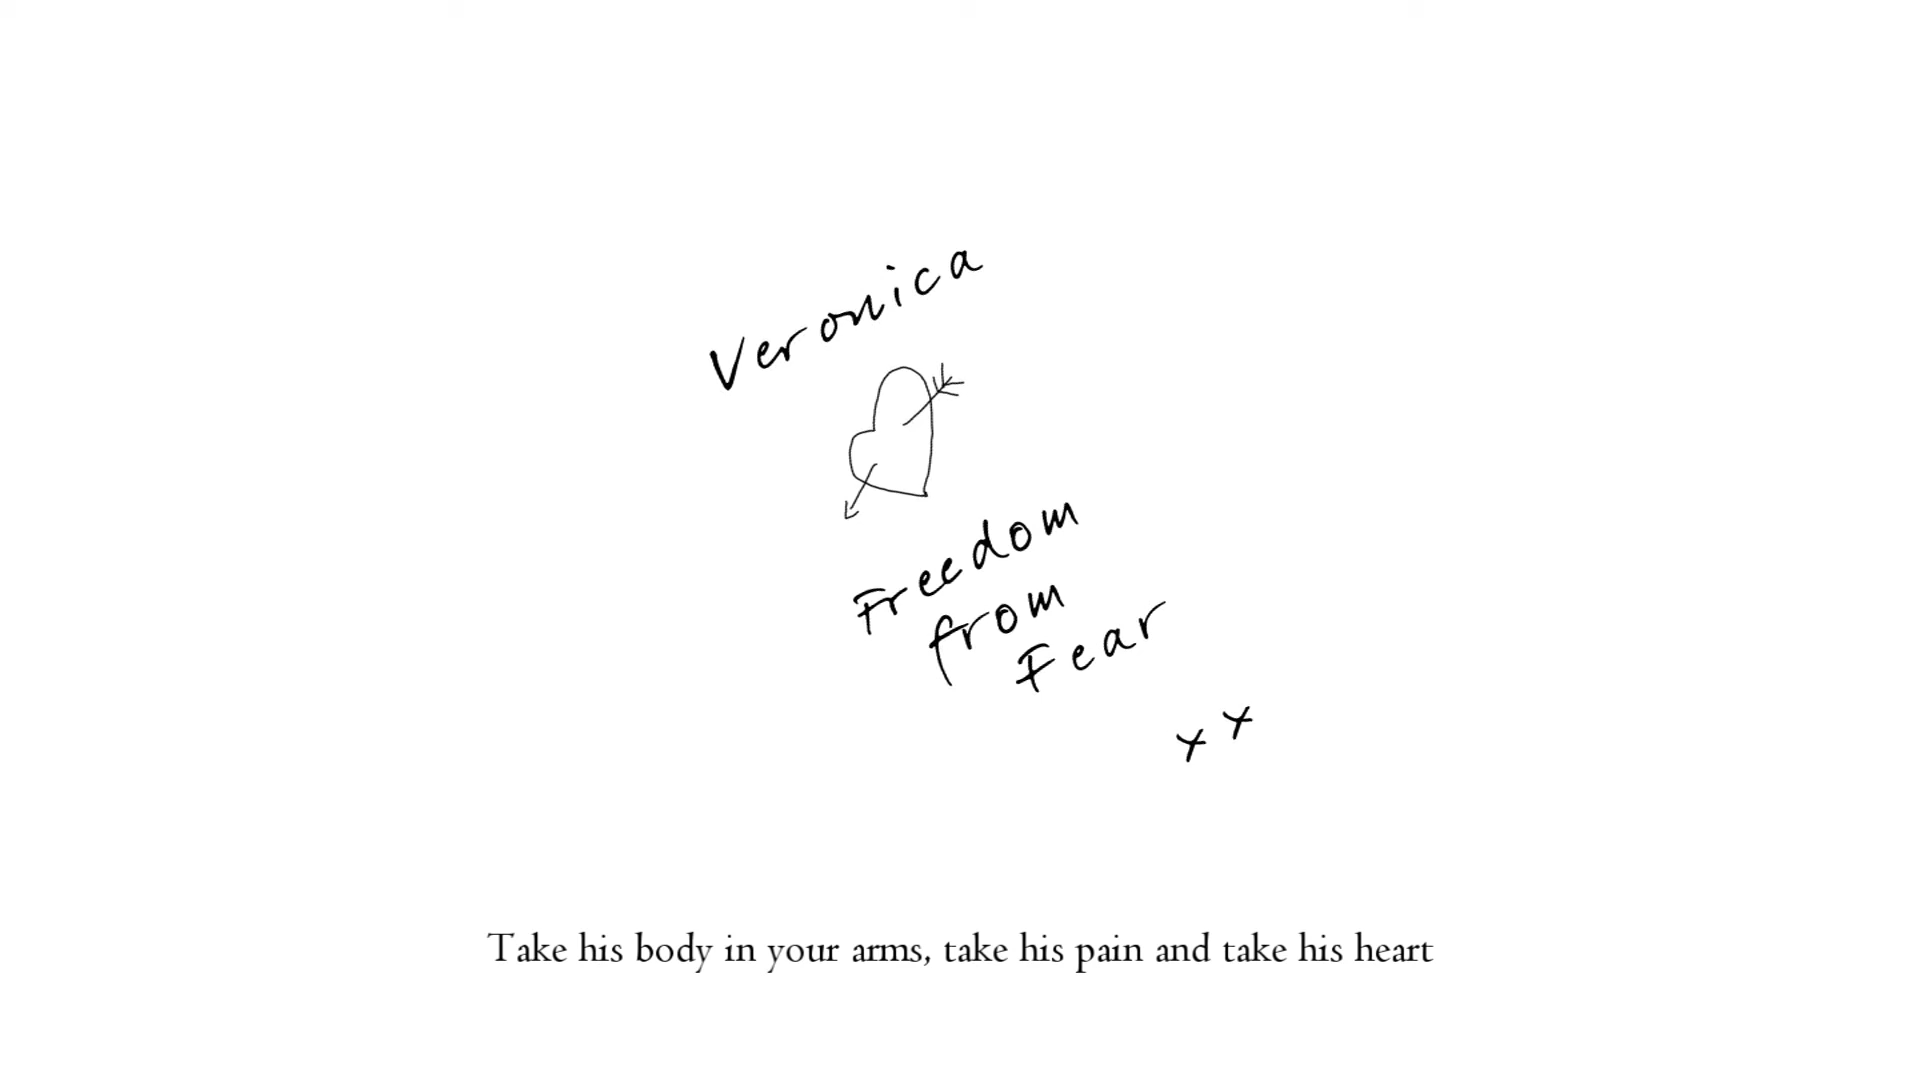 Veronica
Freedom
from
Fear
x x
Take his body in your arms, take his pain and take his heart